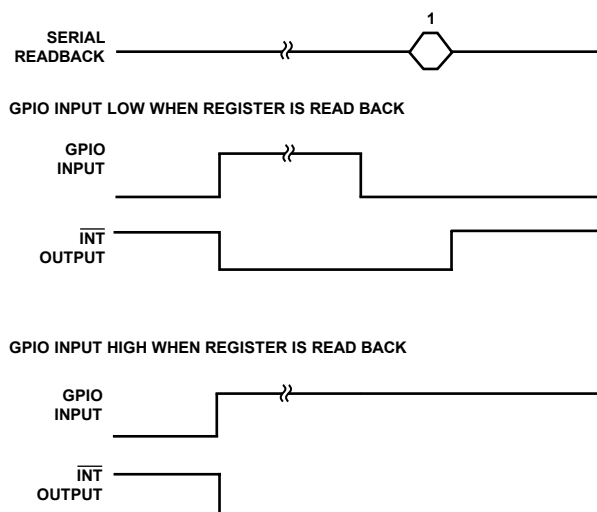 1
SERIAL
READBACK
GPIO INPUT LOW WHEN REGISTER IS READ BACK
GPIO
INPUT
INT
OUTPUT
GPIO INPUT HIGH WHEN REGISTER IS READ BACK
GPIO
INPUT
INT
OUTPUT